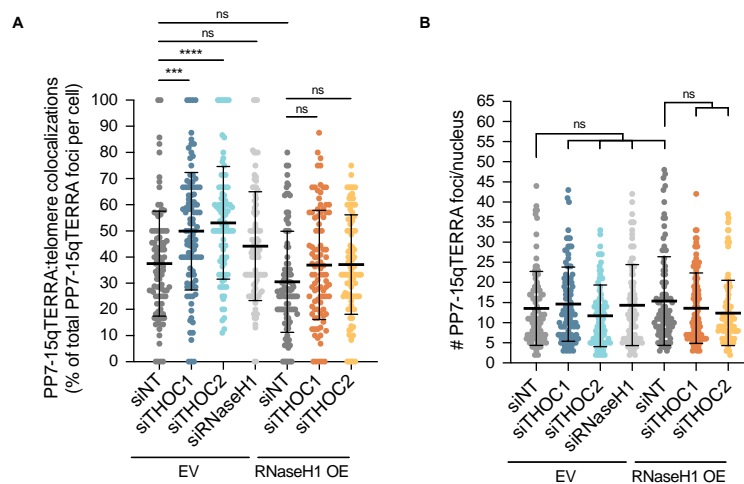 A
ns
ns
****
***
ns
ns
PP7-15qTERRA:telomere colocalizations
(% of total PP7-15qTERRA foci per cell)
100
90
80
70
60
50
40
30
20
10
0
siNT
siTHOC1
siTHOC2
siRNaseH1
siNT
siTHOC1
siTHOC2
EV
RNaseH1 OE
B
ns
ns
# PP7-15qTERRA foci/nucleus
65
60
55
50
45
40
35
30
25
20
15
10
5
0
siNT
siTHOC1
siTHOC2
siRNaseH1
siNT
siTHOC1
siTHOC2
EV
RNaseH1 OE